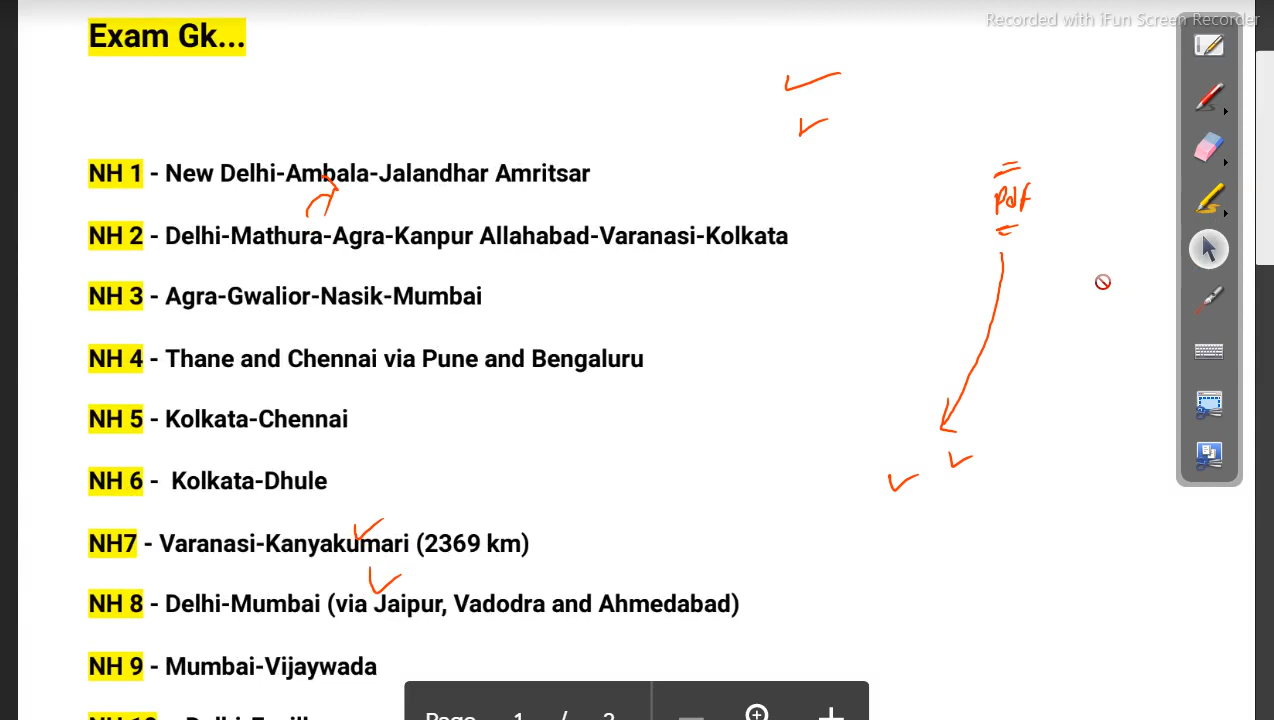 Recorded with iFun Screen Recorder
Exam Gk...
NH 1 - New Delhi-Ambala-Jalandhar Amritsar
pdf
NH 2 - Delhi-Mathura-Agra-Kanpur Allahabad-Varanasi-Kolkata
NH 3 - Agra-Gwalior-Nasik-Mumbai
NH 4 - Thane and Chennai via Pune and Bengaluru
NH 5 - Kolkata-Chennai
NH 6 - Kolkata-Dhule
NH7 - Varanasi-Kanyakumari (2369 km)
NH 8 - Delhi-Mumbai (via Jaipur, Vadodra and Ahmedabad)
NH 9 - Mumbai-Vijaywada
Page 1 /